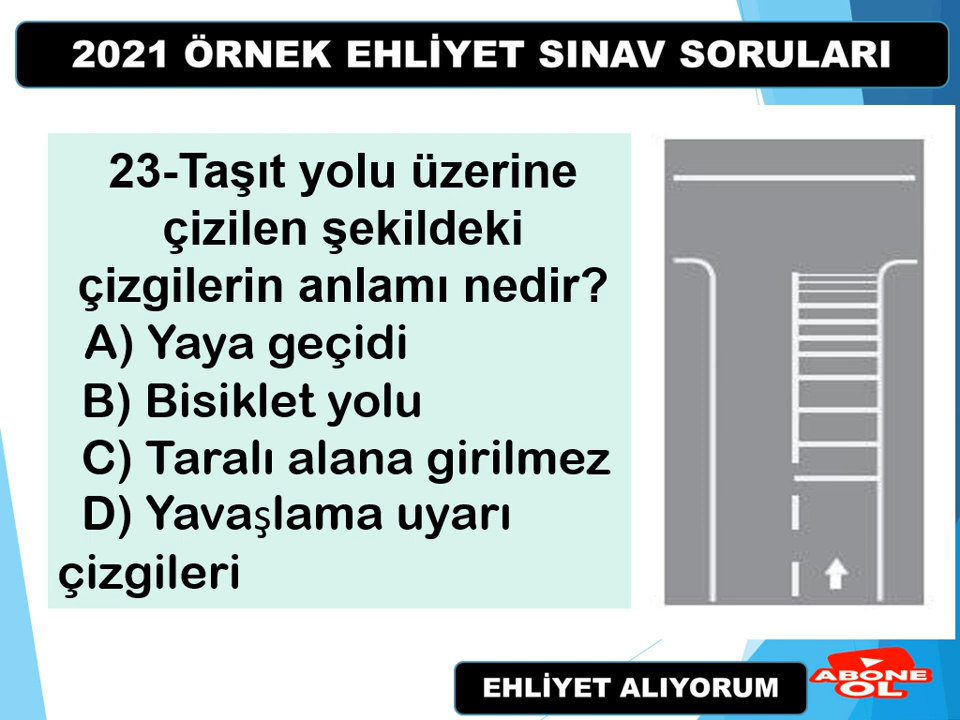 2021 ÖRNEK EHLİYET SINAV SORULARI
23-Taşıt yolu üzerine
çizilen şekildeki
çizgilerin anlamı nedir?
A) Yaya geçidi
B) Bisiklet yolu
C) Taralı alana girilmez
D) Yavaşlama uyarı
çizgileri
EHLİYET ALIYORUM
ABONE
OL